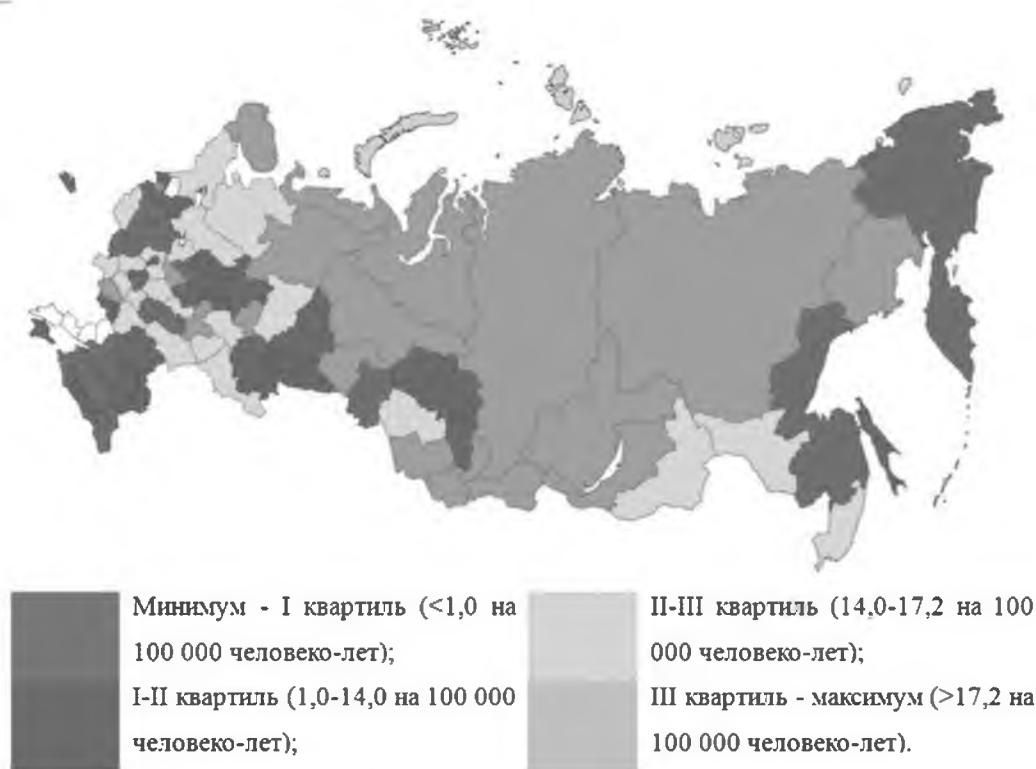 Минимум - I квартиль (<1,0 на
100 000 человеко-лет);
I-II квартиль (1,0-14,0 на 100 000
человеко-лет);
II-III квартиль (14,0-17,2 на 100
000 человеко-лет);
III квартиль - максимум (>17,2 на
100 000 человеко-лет).